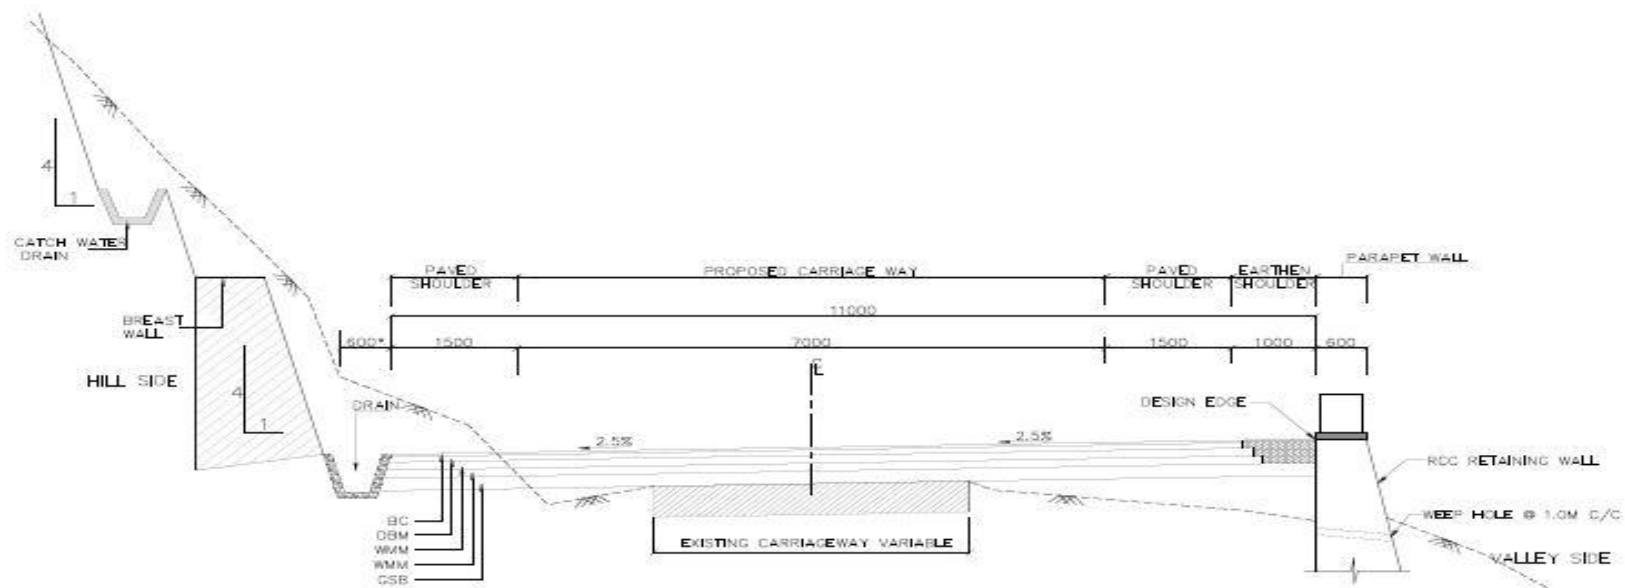 4
1
CATCH WATER
DRAIN
PAVED
SHOULDER
PROPOSED CARRIAGE WAY
PAVED
SHOULDER
EARTHEN
SHOULDER
PARAPET WALL
11000
BREAST
WALL
600*
1500
7000
1500
1000
600
HILL SIDE
4
1
DRAIN
DESIGN EDGE
2.5%
2.5%
RCC RETAINING WALL
WEEP HOLE @ 1.0M C/C
BC
DBM
WMM
WMM
GSB
EXISTING CARRIAGEWAY VARIABLE
VALLEY SIDE